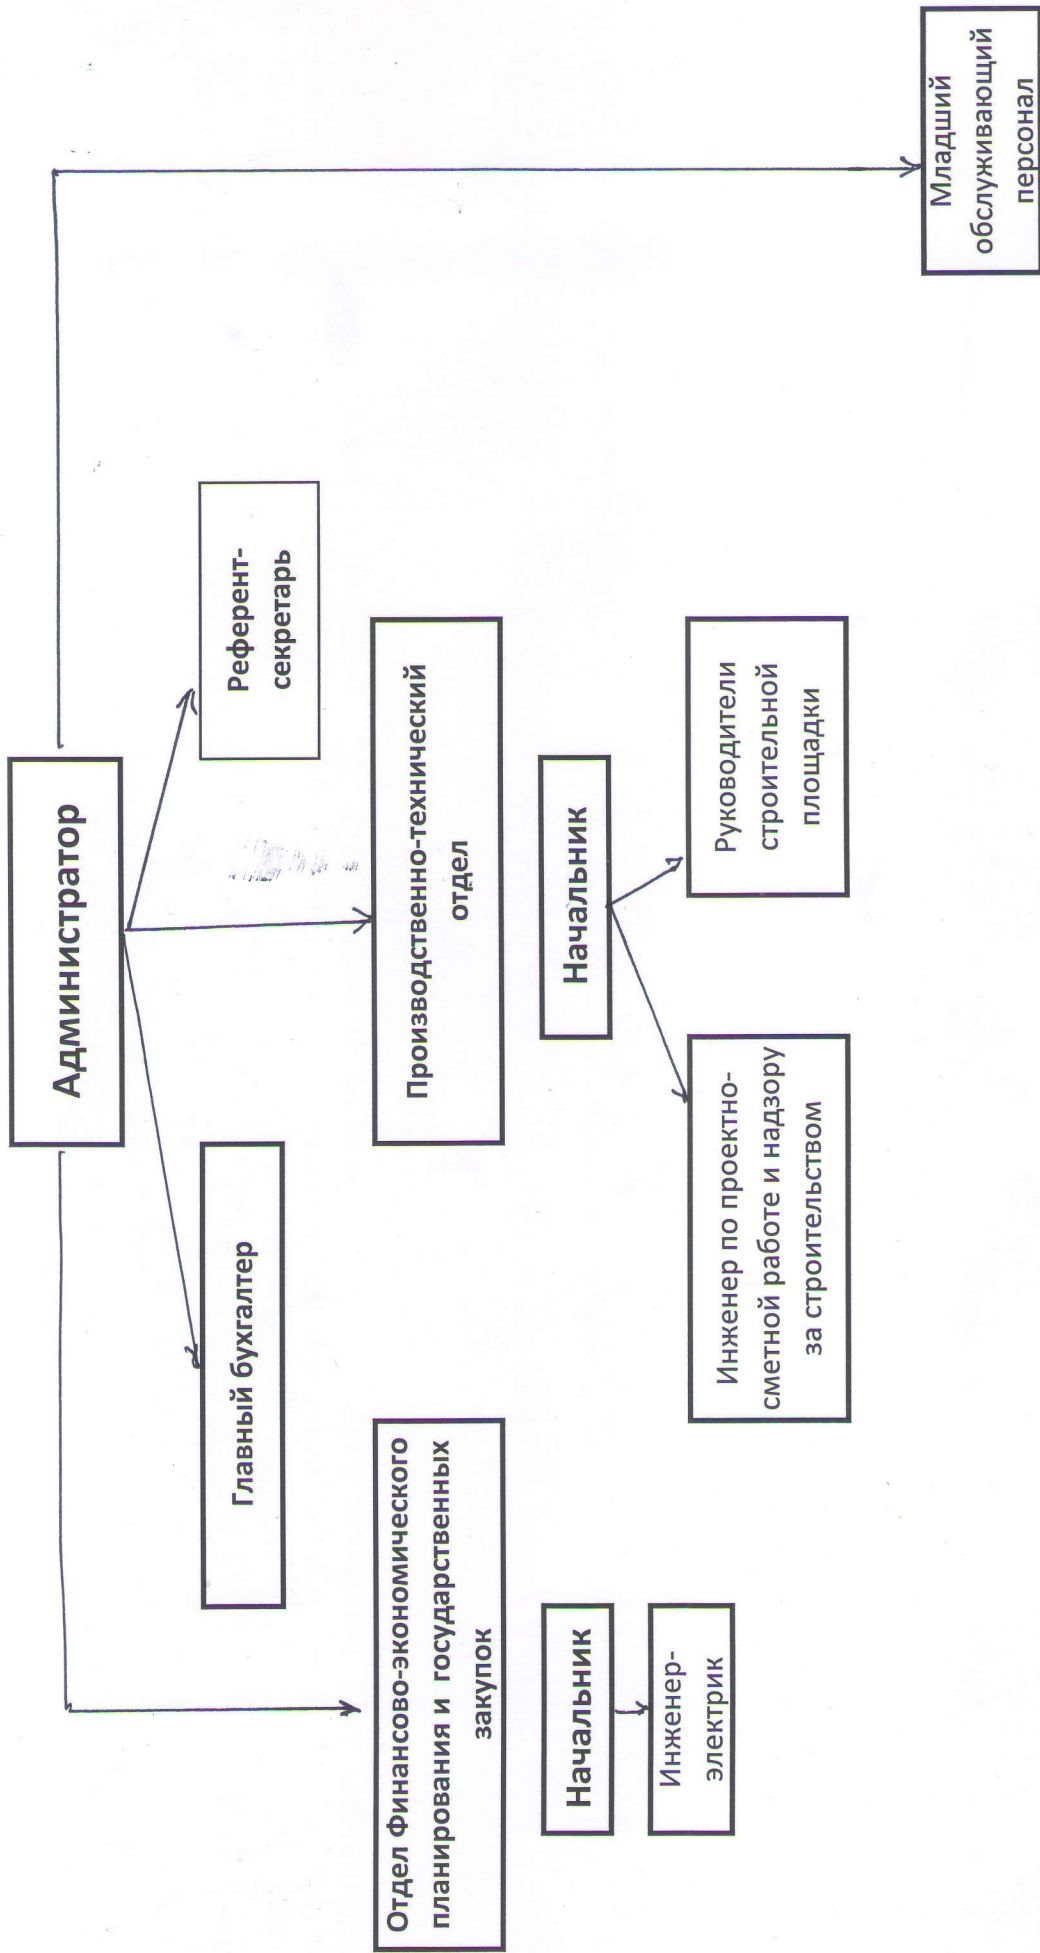 Администратор
Главный бухгалтер
Референт-
секретарь
Отдел Финансово-экономического
планирования и государственных
закупок
Производственно-технический
отдел
Начальник
Начальник
Инженер-
электрик
Инженер по проектно-
сметной работе и надзору
за строительством
Руководители
строительной
площадки
Младший
обслуживающий
персонал